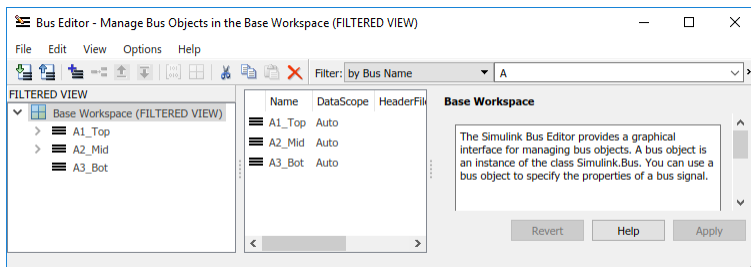 Bus Editor - Manage Bus Objects in the Base Workspace (FILTERED VIEW)
File Edit View Options Help
Filter: by Bus Name A
FILTERED VIEW
Base Workspace (FILTERED VIEW)
A1_Top
A2_Mid
A3_Bot
Name DataScope HeaderFil
A1_Top Auto
A2_Mid Auto
A3_Bot Auto
Base Workspace
The Simulink Bus Editor provides a graphical
interface for managing bus objects. A bus object is
an instance of the class Simulink.Bus. You can use a
bus object to specify the properties of a bus signal.
Revert Help Apply